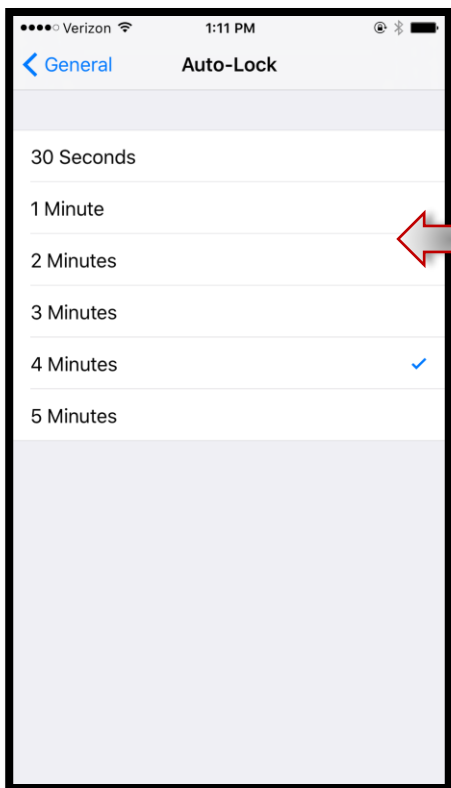 Verizon 1:11 PM
General Auto-Lock
30 Seconds
1 Minute
2 Minutes
3 Minutes
4 Minutes
5 Minutes